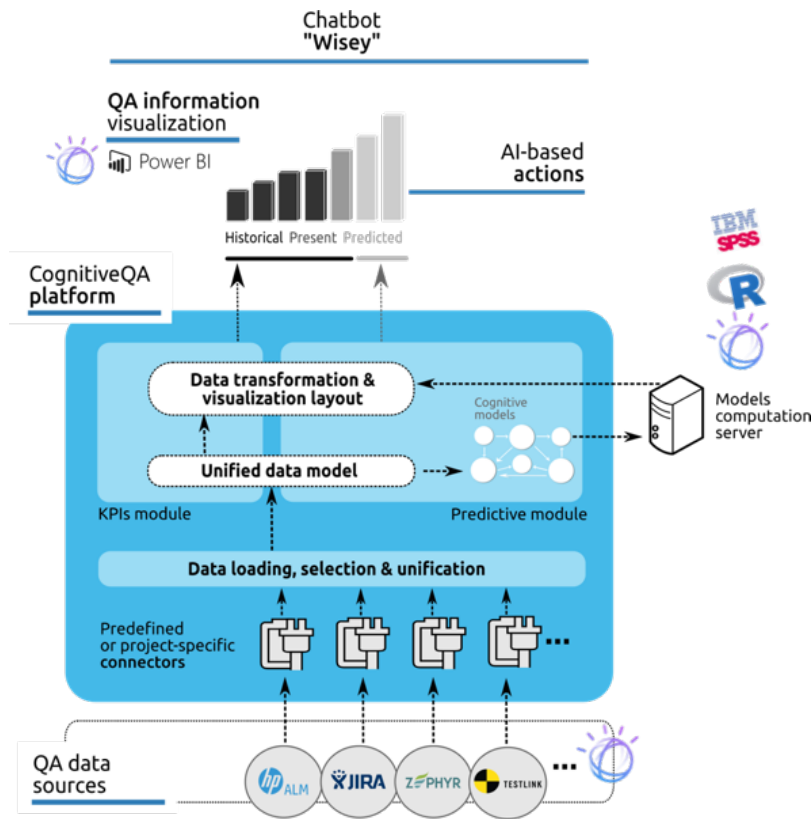 Chatbot
"Wisey"
QA information
visualization
Power BI
AI-based
actions
Historical Present Predicted
IBM
SPSS
R
CognitiveQA
platform
Data transformation &
visualization layout
Cognitive
models
Models
computation
server
Unified data model
KPIs module
Predictive module
Data loading, selection & unification
Predefined
or project-specific
connectors
...
QA data
sources
hp ALM
JIRA
ZEPHYR
TESTLINK
...